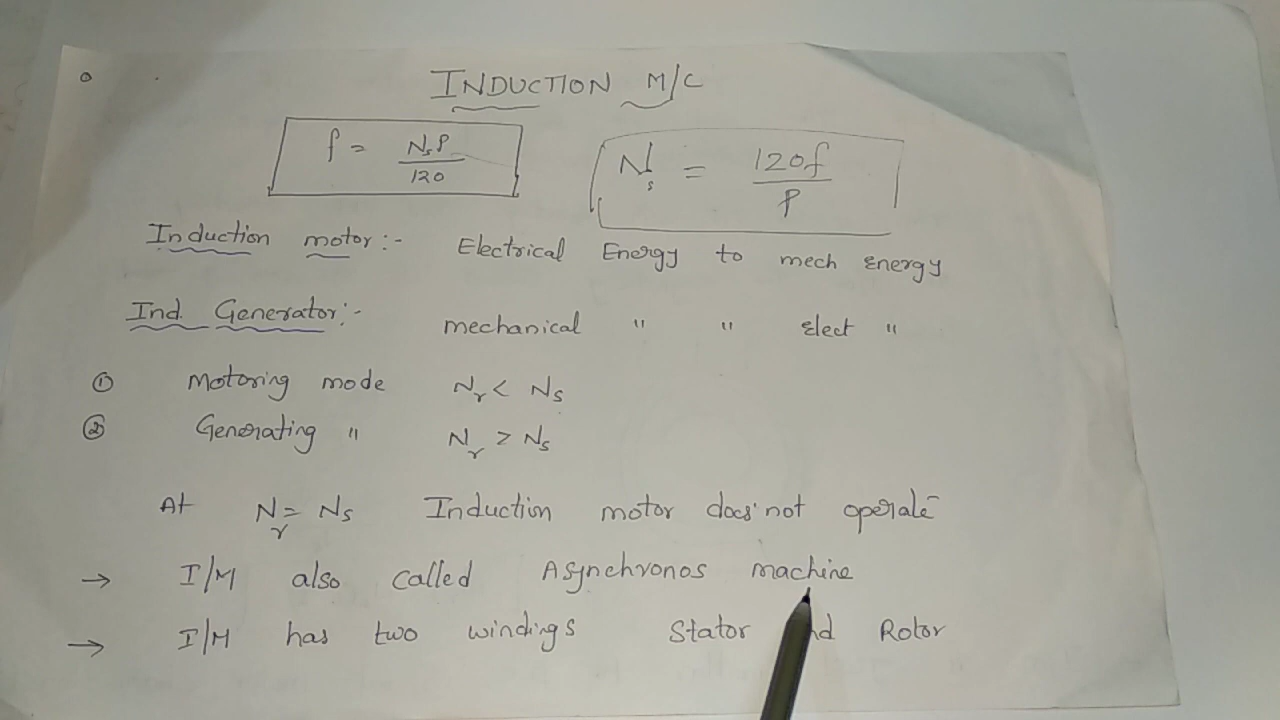 INDUCTION M/C
f = NsP / 120
Ns = 120f / P
Induction motor:- Electrical Energy to mech Energy
Ind. Generator:- mechanical " " Elect "
① Motoring mode Nr < Ns
② Generating " Nr > Ns
At Nr = Ns Induction motor does'not operate
→ I/M also called Asynchronos machine
→ I/M has two windings Stator nd Rotor